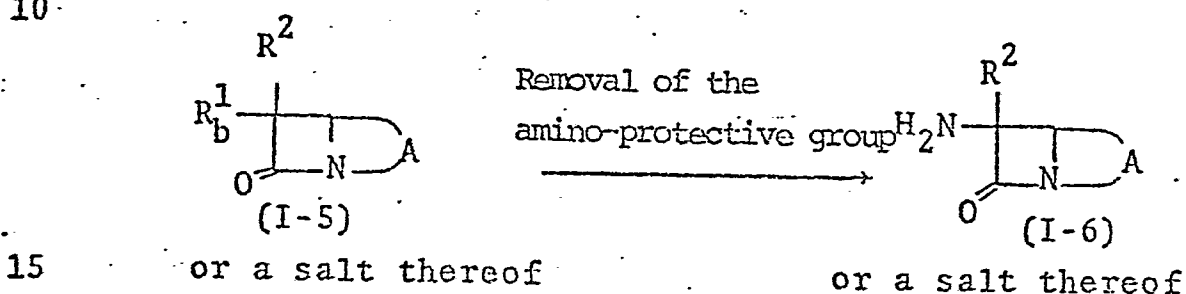 10
R2
R2
Removal of the
R1b
amino-protective group
H2N
A
A
N
N
O
O
(I-5)
(I-6)
15 or a salt thereof or a salt thereof